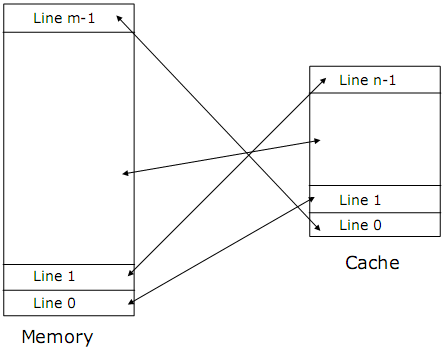 Line m-1
Line 1
Line 0
Memory
Line n-1
Line 1
Line 0
Cache